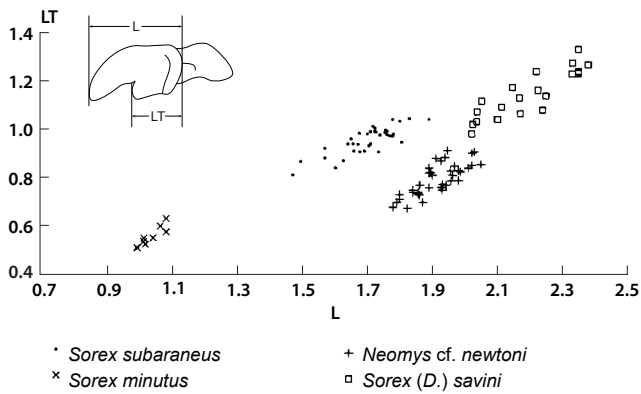 LT
L
LT
1.4
1.2
1.0
0.8
0.6
0.4
0.7 0.9 1.1 1.3 1.5 1.7 1.9 2.1 2.3 2.5
L
Sorex subaraneus
Sorex minutus
Neomys cf. newtoni
Sorex (D.) savini